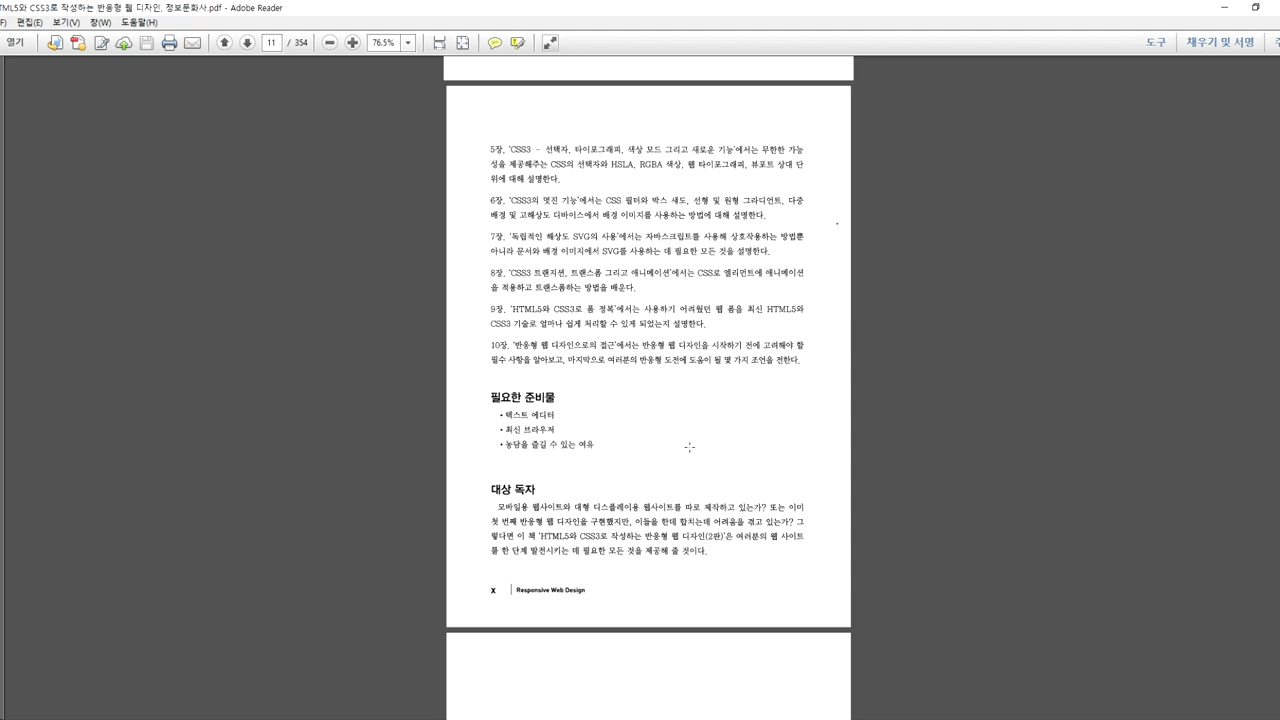 TML5와 CSS3로 작성하는 반응형 웹 디자인, 정보문화사.pdf - Adobe Reader
F) 편집(E) 보기(V) 창(W) 도움말(H)
열기 11 / 354 76.5% 도구 채우기 및 서명
5장. 'CSS3 - 선택자, 타이포그래피, 색상 모드 그리고 새로운 기능'에서는 무한한 가능
성을 제공해주는 CSS의 선택자와 HSLA, RGBA 색상, 웹 타이포그래피, 뷰포트 상대 단
위에 대해 설명한다.
6장. 'CSS3의 멋진 기능'에서는 CSS 필터와 박스 섀도, 선형 및 원형 그라디언트, 다중
배경 및 고해상도 디바이스에서 배경 이미지를 사용하는 방법에 대해 설명한다.
7장. '독립적인 해상도 SVG의 사용'에서는 자바스크립트를 사용해 상호작용하는 방법뿐
아니라 문서와 배경 이미지에서 SVG를 사용하는 데 필요한 모든 것을 설명한다.
8장. 'CSS3 트랜지션, 트랜스폼 그리고 애니메이션'에서는 CSS로 엘리먼트에 애니메이션
을 적용하고 트랜스폼하는 방법을 배운다.
9장. 'HTML5와 CSS3로 폼 정복'에서는 사용하기 어려웠던 웹 폼을 최신 HTML5와
CSS3 기술로 얼마나 쉽게 처리할 수 있게 되었는지 설명한다.
10장. '반응형 웹 디자인으로의 접근'에서는 반응형 웹 디자인을 시작하기 전에 고려해야 할
필수 사항을 알아보고, 마지막으로 여러분의 반응형 도전에 도움이 될 몇 가지 조언을 전한다.
필요한 준비물
• 텍스트 에디터
• 최신 브라우저
• 농담을 즐길 수 있는 여유
대상 독자
모바일용 웹사이트와 대형 디스플레이용 웹사이트를 따로 제작하고 있는가? 또는 이미
첫 번째 반응형 웹 디자인을 구현했지만, 이들을 한데 합치는데 어려움을 겪고 있는가? 그
렇다면 이 책 'HTML5와 CSS3로 작성하는 반응형 웹 디자인(2판)'은 여러분의 웹 사이트
를 한 단계 발전시키는 데 필요한 모든 것을 제공해 줄 것이다.
X Responsive Web Design